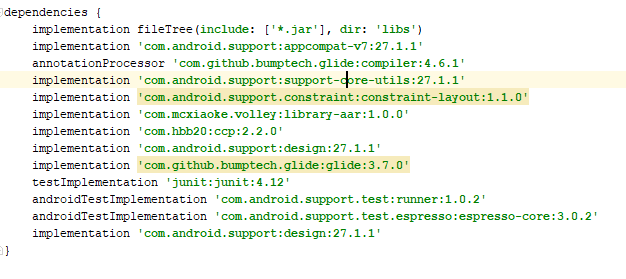 dependencies {
    implementation fileTree(include: ['*.jar'], dir: 'libs')
    implementation 'com.android.support:appcompat-v7:27.1.1'
    annotationProcessor 'com.github.bumptech.glide:compiler:4.6.1'
    implementation 'com.android.support:support-core-utils:27.1.1'
    implementation 'com.android.support.constraint:constraint-layout:1.1.0'
    implementation 'com.mcxiaoke.volley:library-aar:1.0.0'
    implementation 'com.hbb20:ccp:2.2.0'
    implementation 'com.android.support:design:27.1.1'
    implementation 'com.github.bumptech.glide:glide:3.7.0'
    testImplementation 'junit:junit:4.12'
    androidTestImplementation 'com.android.support.test:runner:1.0.2'
    androidTestImplementation 'com.android.support.test.espresso:espresso-core:3.0.2'
    implementation 'com.android.support:design:27.1.1'
}